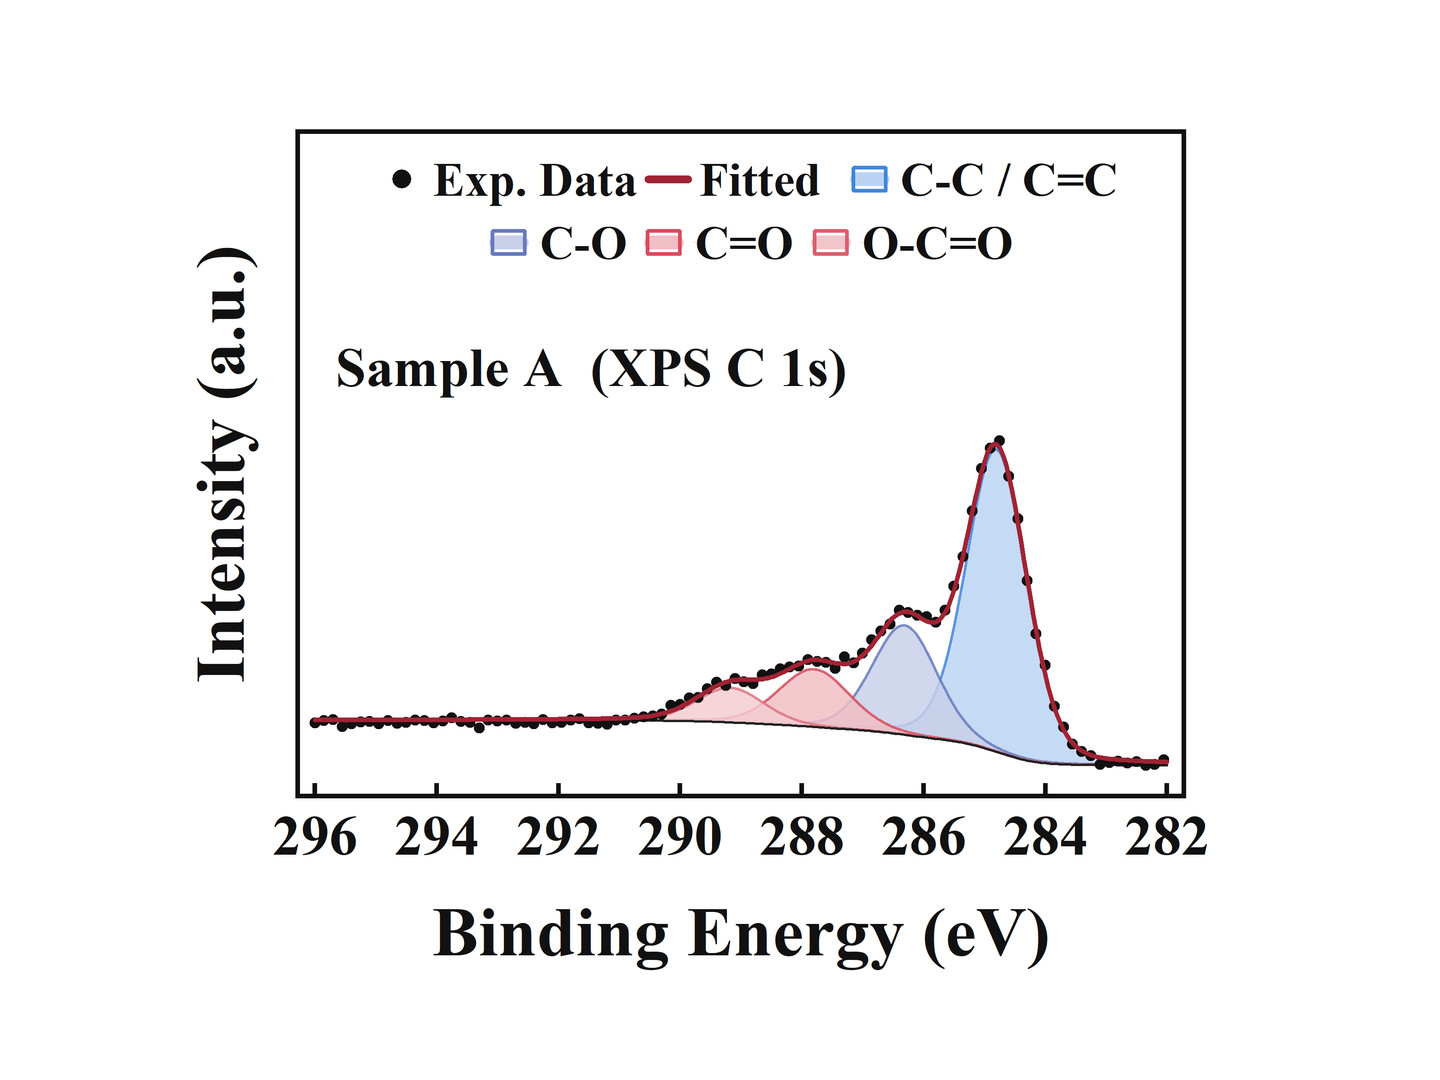 Exp. Data Fitted C-C / C=C
C-O C=O O-C=O
Sample A (XPS C 1s)
Intensity (a.u.)
296 294 292 290 288 286 284 282
Binding Energy (eV)